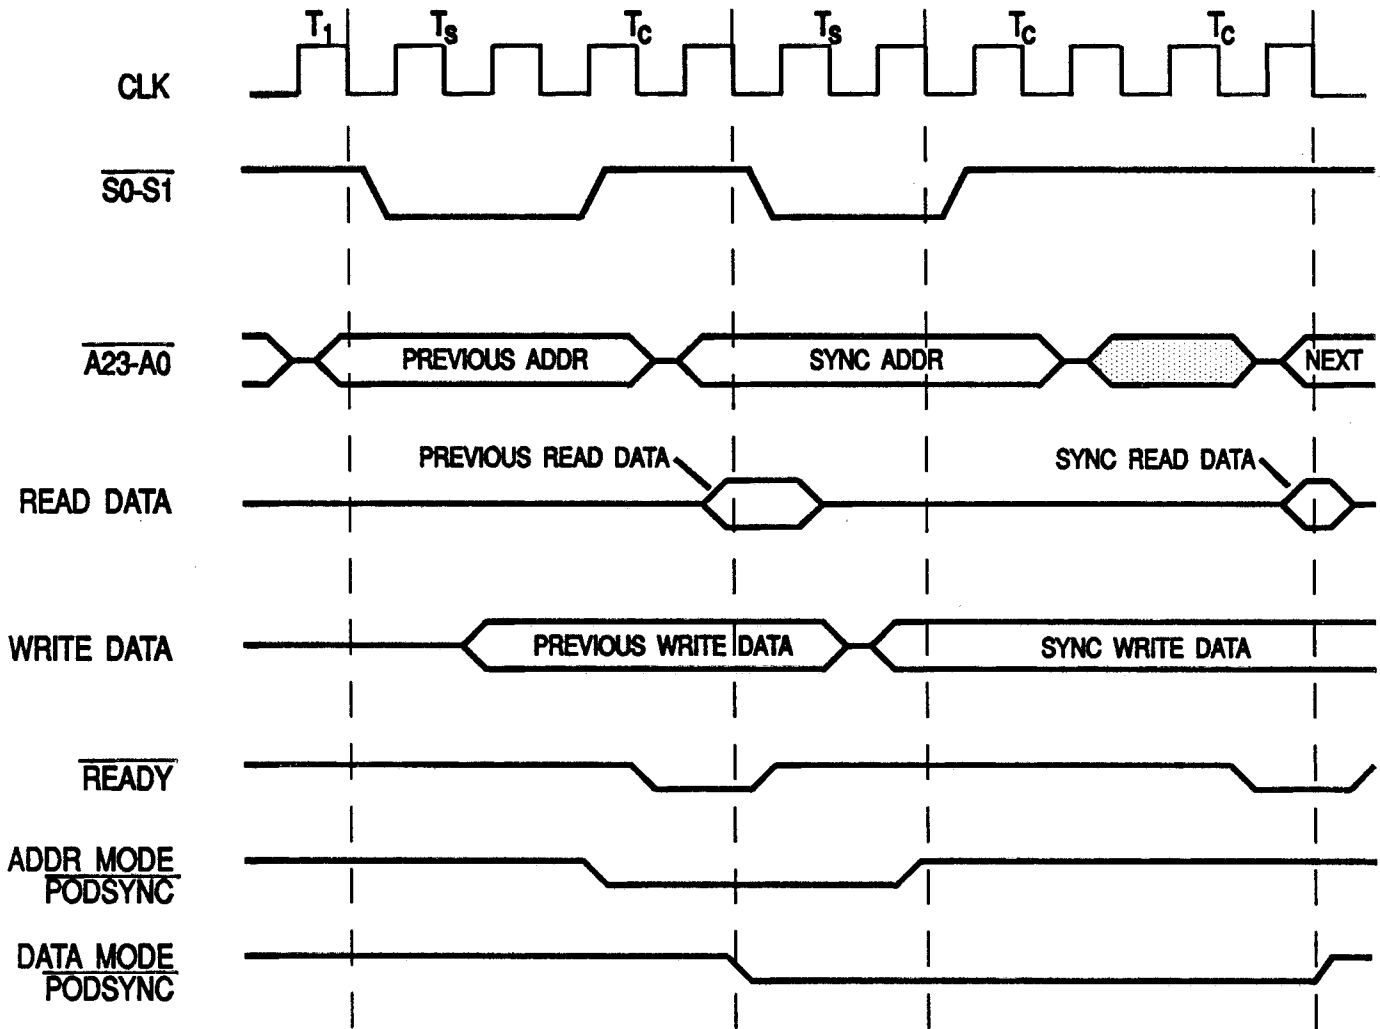 T1 Ts Tc Ts Tc Tc
CLK
S0-S1
A23-A0 PREVIOUS ADDR SYNC ADDR NEXT
PREVIOUS READ DATA SYNC READ DATA
READ DATA
WRITE DATA PREVIOUS WRITE DATA SYNC WRITE DATA
READY
ADDR MODE
PODSYNC
DATA MODE
PODSYNC